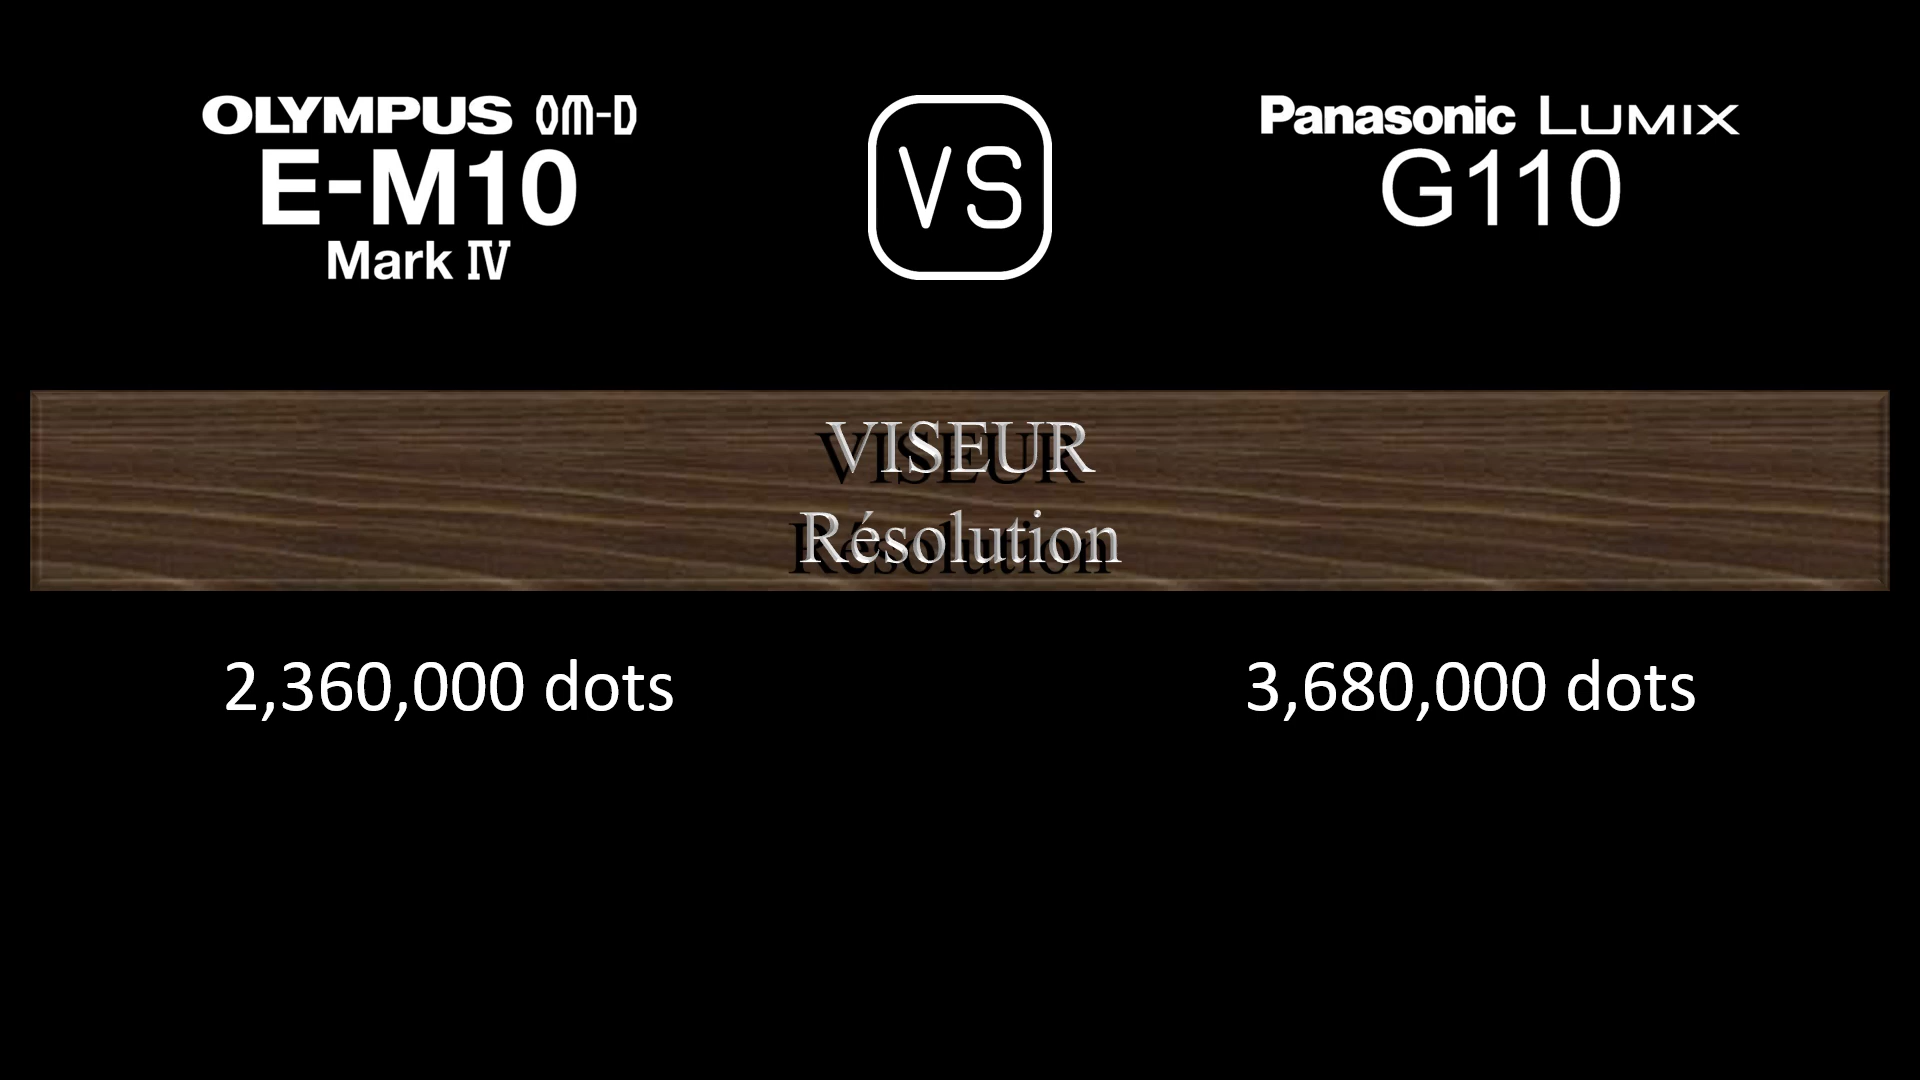 OLYMPUS OM-D
E-M10
Mark IV
VS
Panasonic LUMIX
G110
VISEUR
Résolution
2,360,000 dots
3,680,000 dots